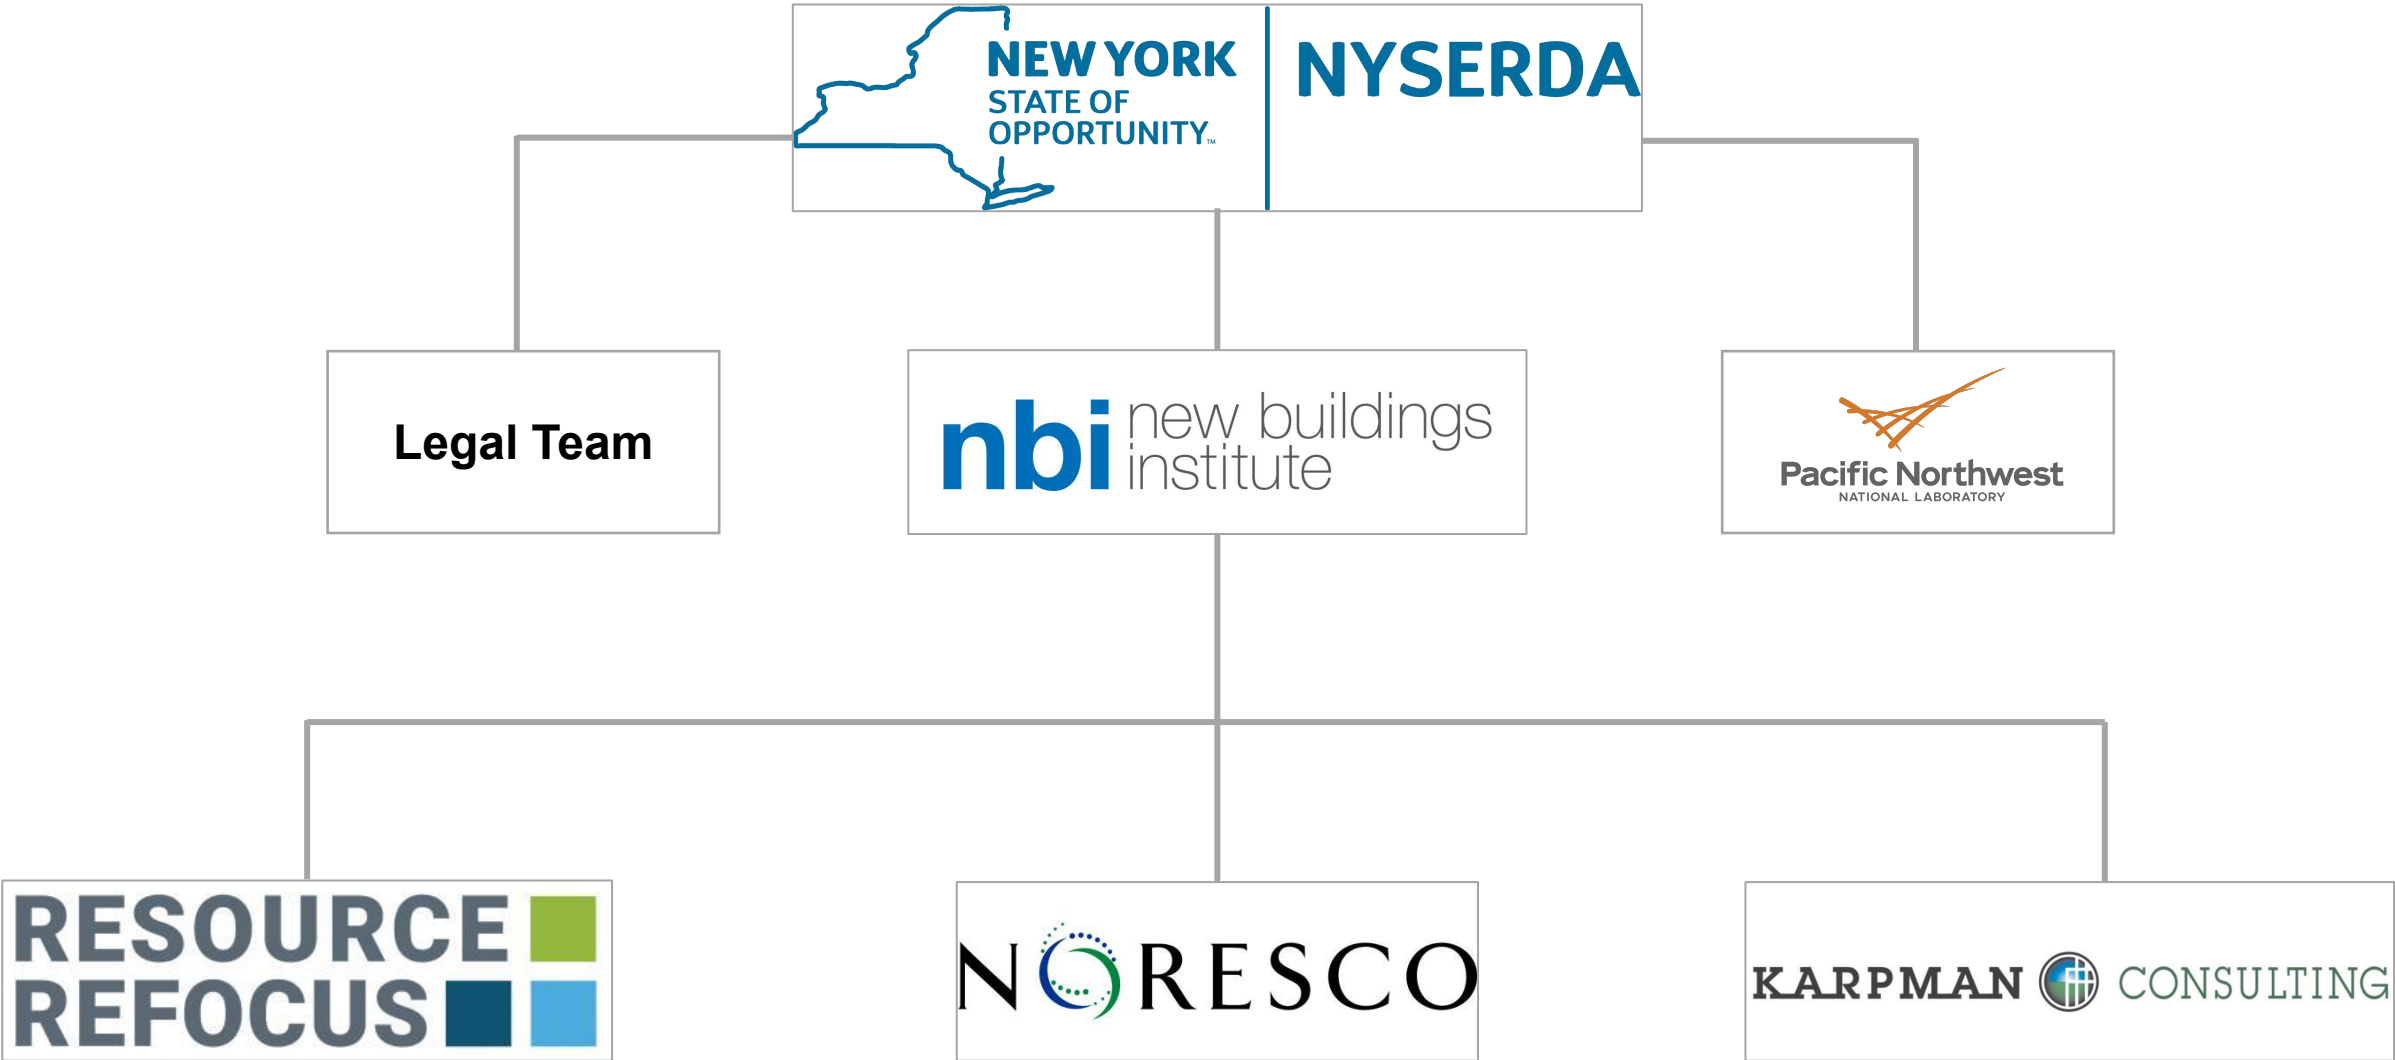 NEW YORK
STATE OF
OPPORTUNITY™
NYSERDA
Legal Team
nbi
new buildings
institute
Pacific Northwest
NATIONAL LABORATORY
RESOURCE
REFOCUS
NORESCO
KARPMAN CONSULTING